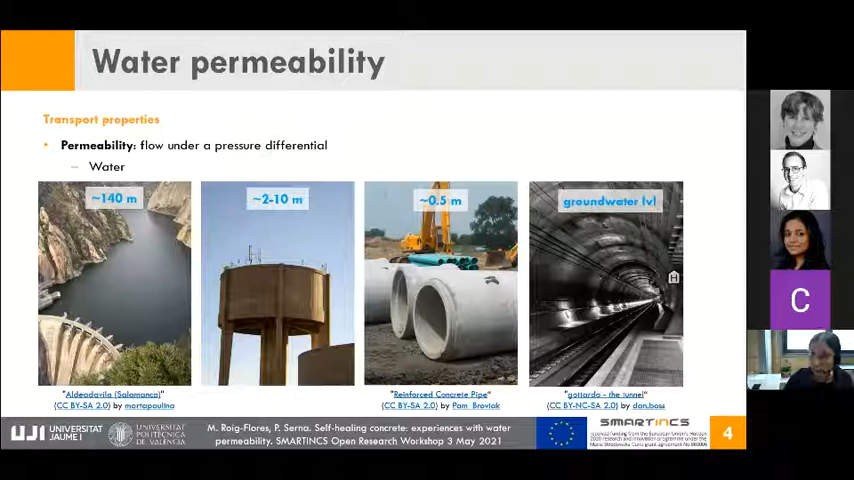 Water permeability
Transport properties
• Permeability: flow under a pressure differential
– Water
~140 m
~2-10 m
~0.5 m
groundwater lvl
"Aldeadavila (Salamanca)"
(CC BY-SA 2.0) by martapaulina
"Reinforced Concrete Pipe"
(CC BY-SA 2.0) by Pam_Broviak
"gottardo - the tunnel"
(CC BY-NC-SA 2.0) by don.boss
H
C
UJI UNIVERSITAT JAUME I
UNIVERSITAT POLITÈCNICA DE VALÈNCIA
M. Roig-Flores, P. Serna. Self-healing concrete: experiences with water
permeability. SMARTINCS Open Research Workshop 3 May 2021
SMARTINCS
4